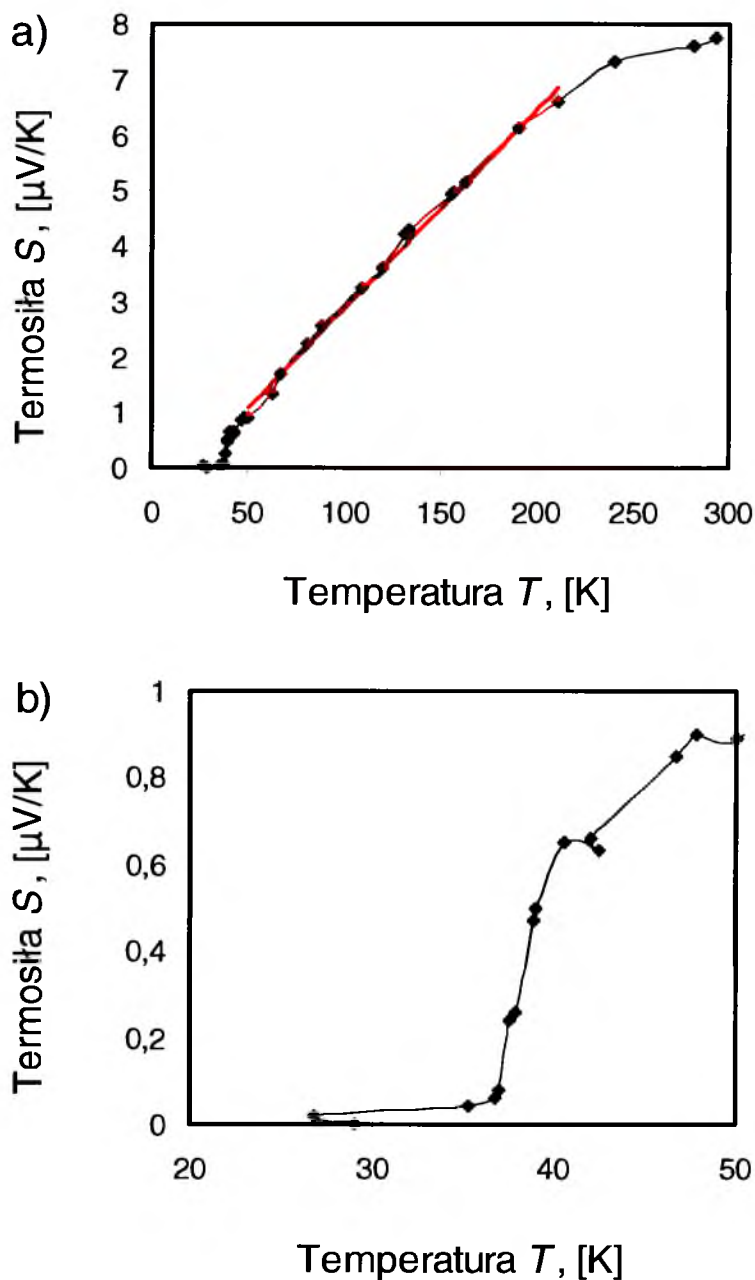 a)
Termosiła S, [μV/K]
8
7
6
5
4
3
2
1
0
0 50 100 150 200 250 300
Temperatura T, [K]
b)
Termosiła S, [μV/K]
1
0,8
0,6
0,4
0,2
0
20 30 40 50
Temperatura T, [K]